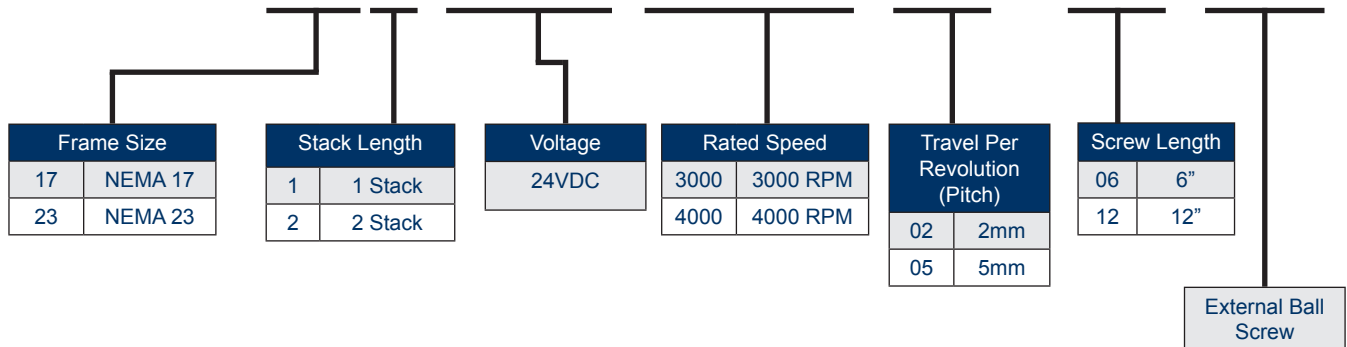 Frame Size
17 NEMA 17
23 NEMA 23
Stack Length
1 1 Stack
2 2 Stack
Voltage
24VDC
Rated Speed
3000 3000 RPM
4000 4000 RPM
Travel Per
Revolution
(Pitch)
02 2mm
05 5mm
Screw Length
06 6”
12 12”
External Ball
Screw